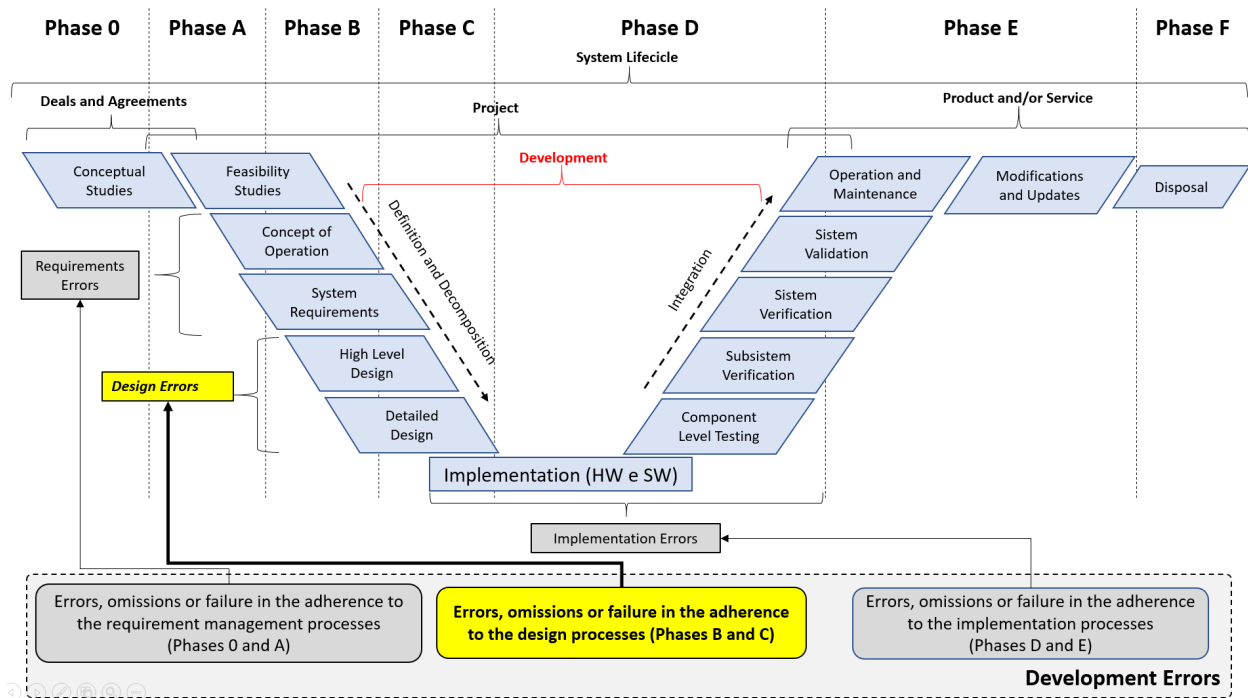 Phase 0
Phase A
Phase B
Phase C
Phase D
Phase E
Phase F
System Lifecicle
Deals and Agreements
Project
Product and/or Service
Development
Conceptual
Studies
Feasibility
Studies
Operation and
Maintenance
Modifications
and Updates
Disposal
Definition and Decomposition
Integration
Concept of
Operation
Sistem
Validation
Requirements
Errors
System
Requirements
Sistem
Verification
High Level
Design
Subsistem
Verification
Design Errors
Detailed
Design
Component
Level Testing
Implementation (HW e SW)
Implementation Errors
Errors, omissions or failure in the adherence to
the requirement management processes
(Phases 0 and A)
Errors, omissions or failure in the adherence
to the design processes (Phases B and C)
Errors, omissions or failure in the adherence
to the implementation processes
(Phases D and E)
Development Errors